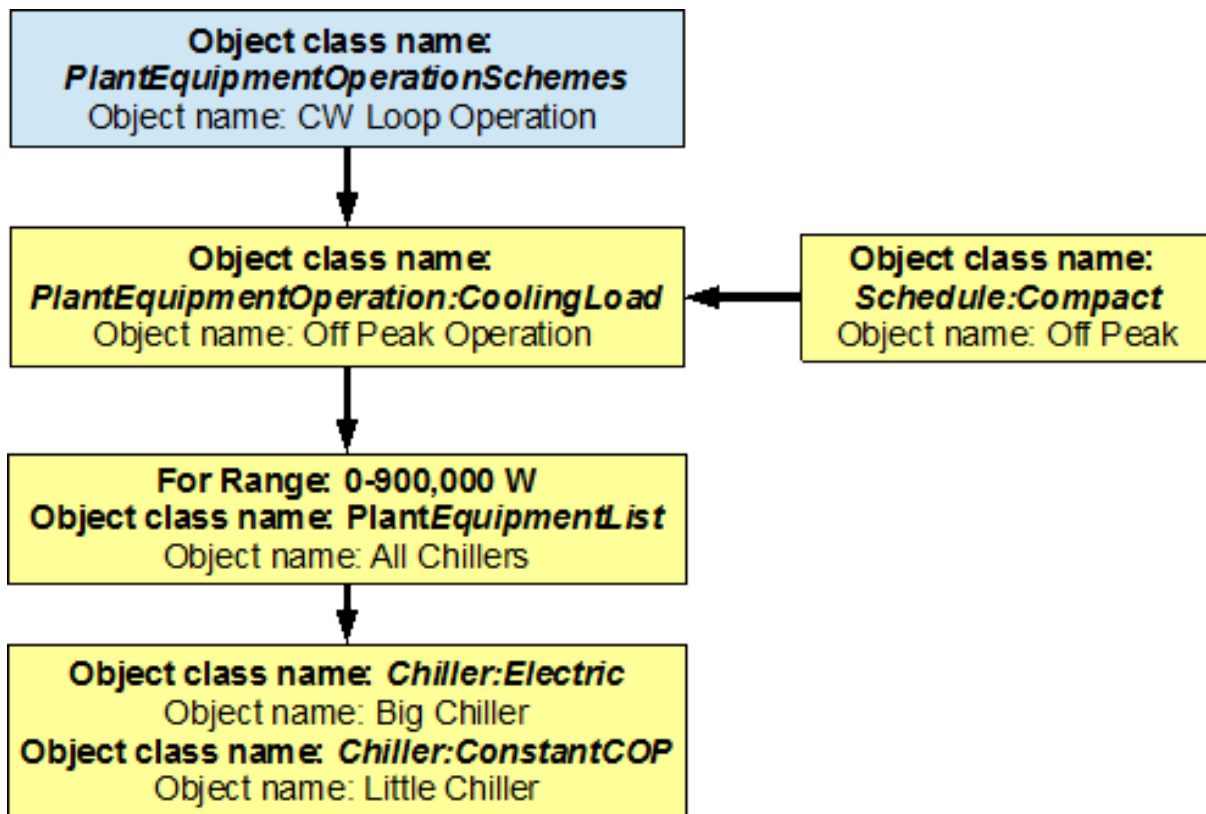 Object class name:
PlantEquipmentOperationSchemes
Object name: CW Loop Operation
Object class name:
PlantEquipmentOperation:CoolingLoad
Object name: Off Peak Operation
Object class name:
Schedule:Compact
Object name: Off Peak
For Range: 0-900,000 W
Object class name: PlantEquipmentList
Object name: All Chillers
Object class name: Chiller:Electric
Object name: Big Chiller
Object class name: Chiller:ConstantCOP
Object name: Little Chiller